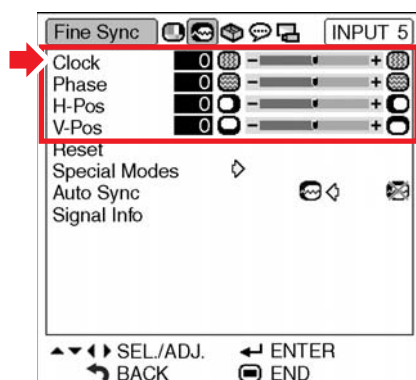 Fine Sync INPUT 5
Clock 0 - +
Phase 0 - +
H-Pos 0 - +
V-Pos 0 - +
Reset
Special Modes
Auto Sync
Signal Info
SEL./ADJ. ENTER
BACK END